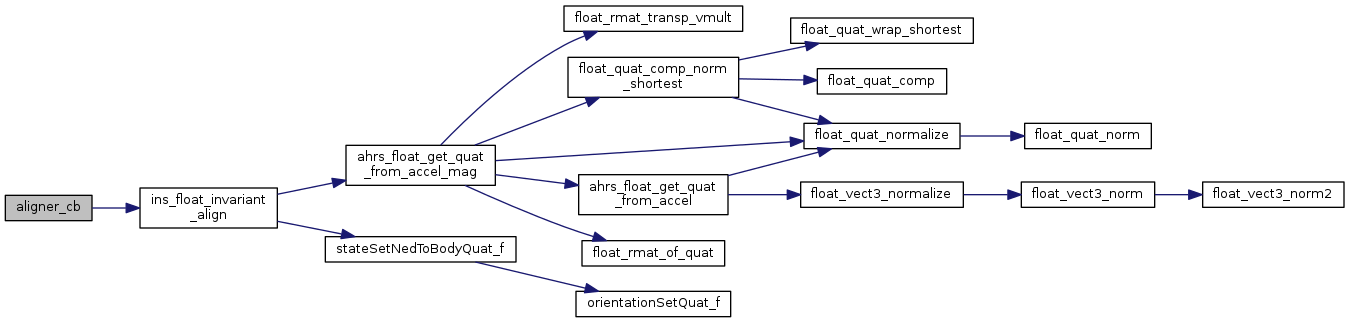 aligner_cb
ins_float_invariant
_align
ahrs_float_get_quat
_from_accel_mag
stateSetNedToBodyQuat_f
float_rmat_transp_vmult
float_quat_comp_norm
_shortest
ahrs_float_get_quat
_from_accel
float_rmat_of_quat
orientationSetQuat_f
float_quat_wrap_shortest
float_quat_comp
float_quat_normalize
float_vect3_normalize
float_quat_norm
float_vect3_norm
float_vect3_norm2